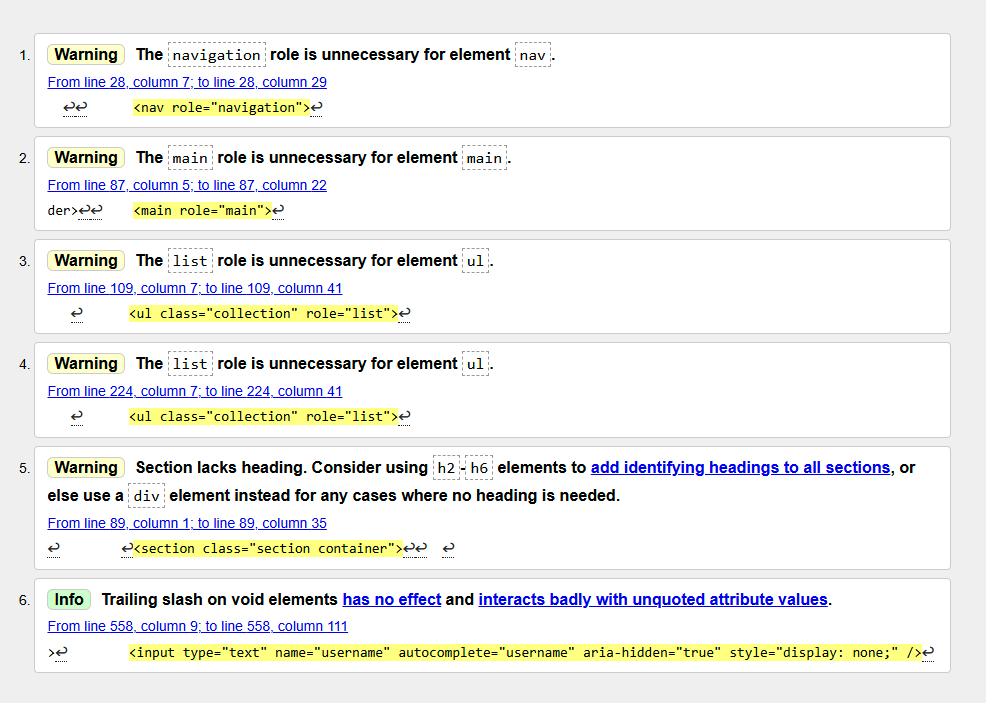 1. Warning The navigation role is unnecessary for element nav.
From line 28, column 7; to line 28, column 29
↩↩ <nav role="navigation">↩
2. Warning The main role is unnecessary for element main.
From line 87, column 5; to line 87, column 22
der>↩↩ <main role="main">↩
3. Warning The list role is unnecessary for element ul.
From line 109, column 7; to line 109, column 41
↩ <ul class="collection" role="list">↩
4. Warning The list role is unnecessary for element ul.
From line 224, column 7; to line 224, column 41
↩ <ul class="collection" role="list">↩
5. Warning Section lacks heading. Consider using h2-h6 elements to add identifying headings to all sections, or
else use a div element instead for any cases where no heading is needed.
From line 89, column 1; to line 89, column 35
↩ ↩<section class="section container">↩↩ ↩
6. Info Trailing slash on void elements has no effect and interacts badly with unquoted attribute values.
From line 558, column 9; to line 558, column 111
>↩ <input type="text" name="username" autocomplete="username" aria-hidden="true" style="display: none;" />↩